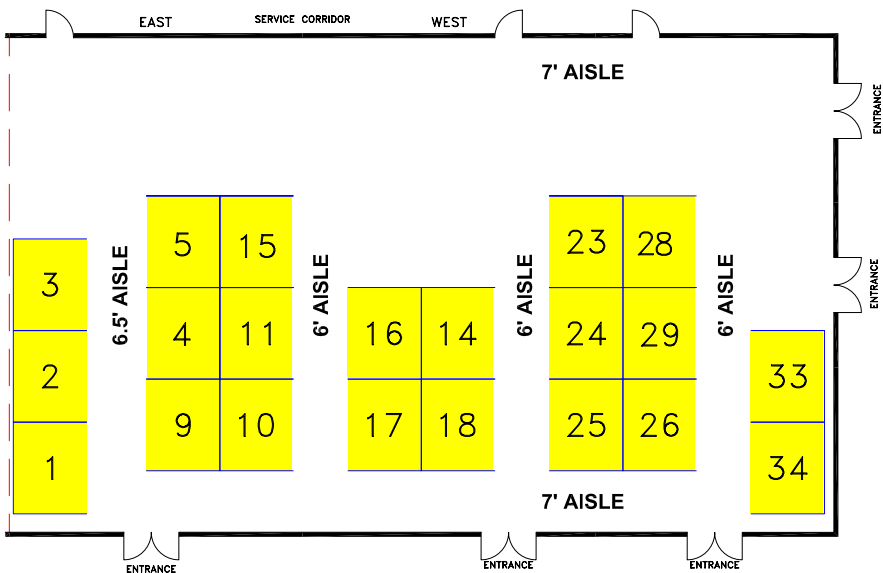 EAST
SERVICE CORRIDOR
WEST
7' AISLE
ENTRANCE
5 15
23 28
3
6.5' AISLE
6' AISLE
6' AISLE
6' AISLE
ENTRANCE
4 11
16 14
24 29
2
33
9 10
17 18
25 26
1
34
7' AISLE
ENTRANCE
ENTRANCE
ENTRANCE